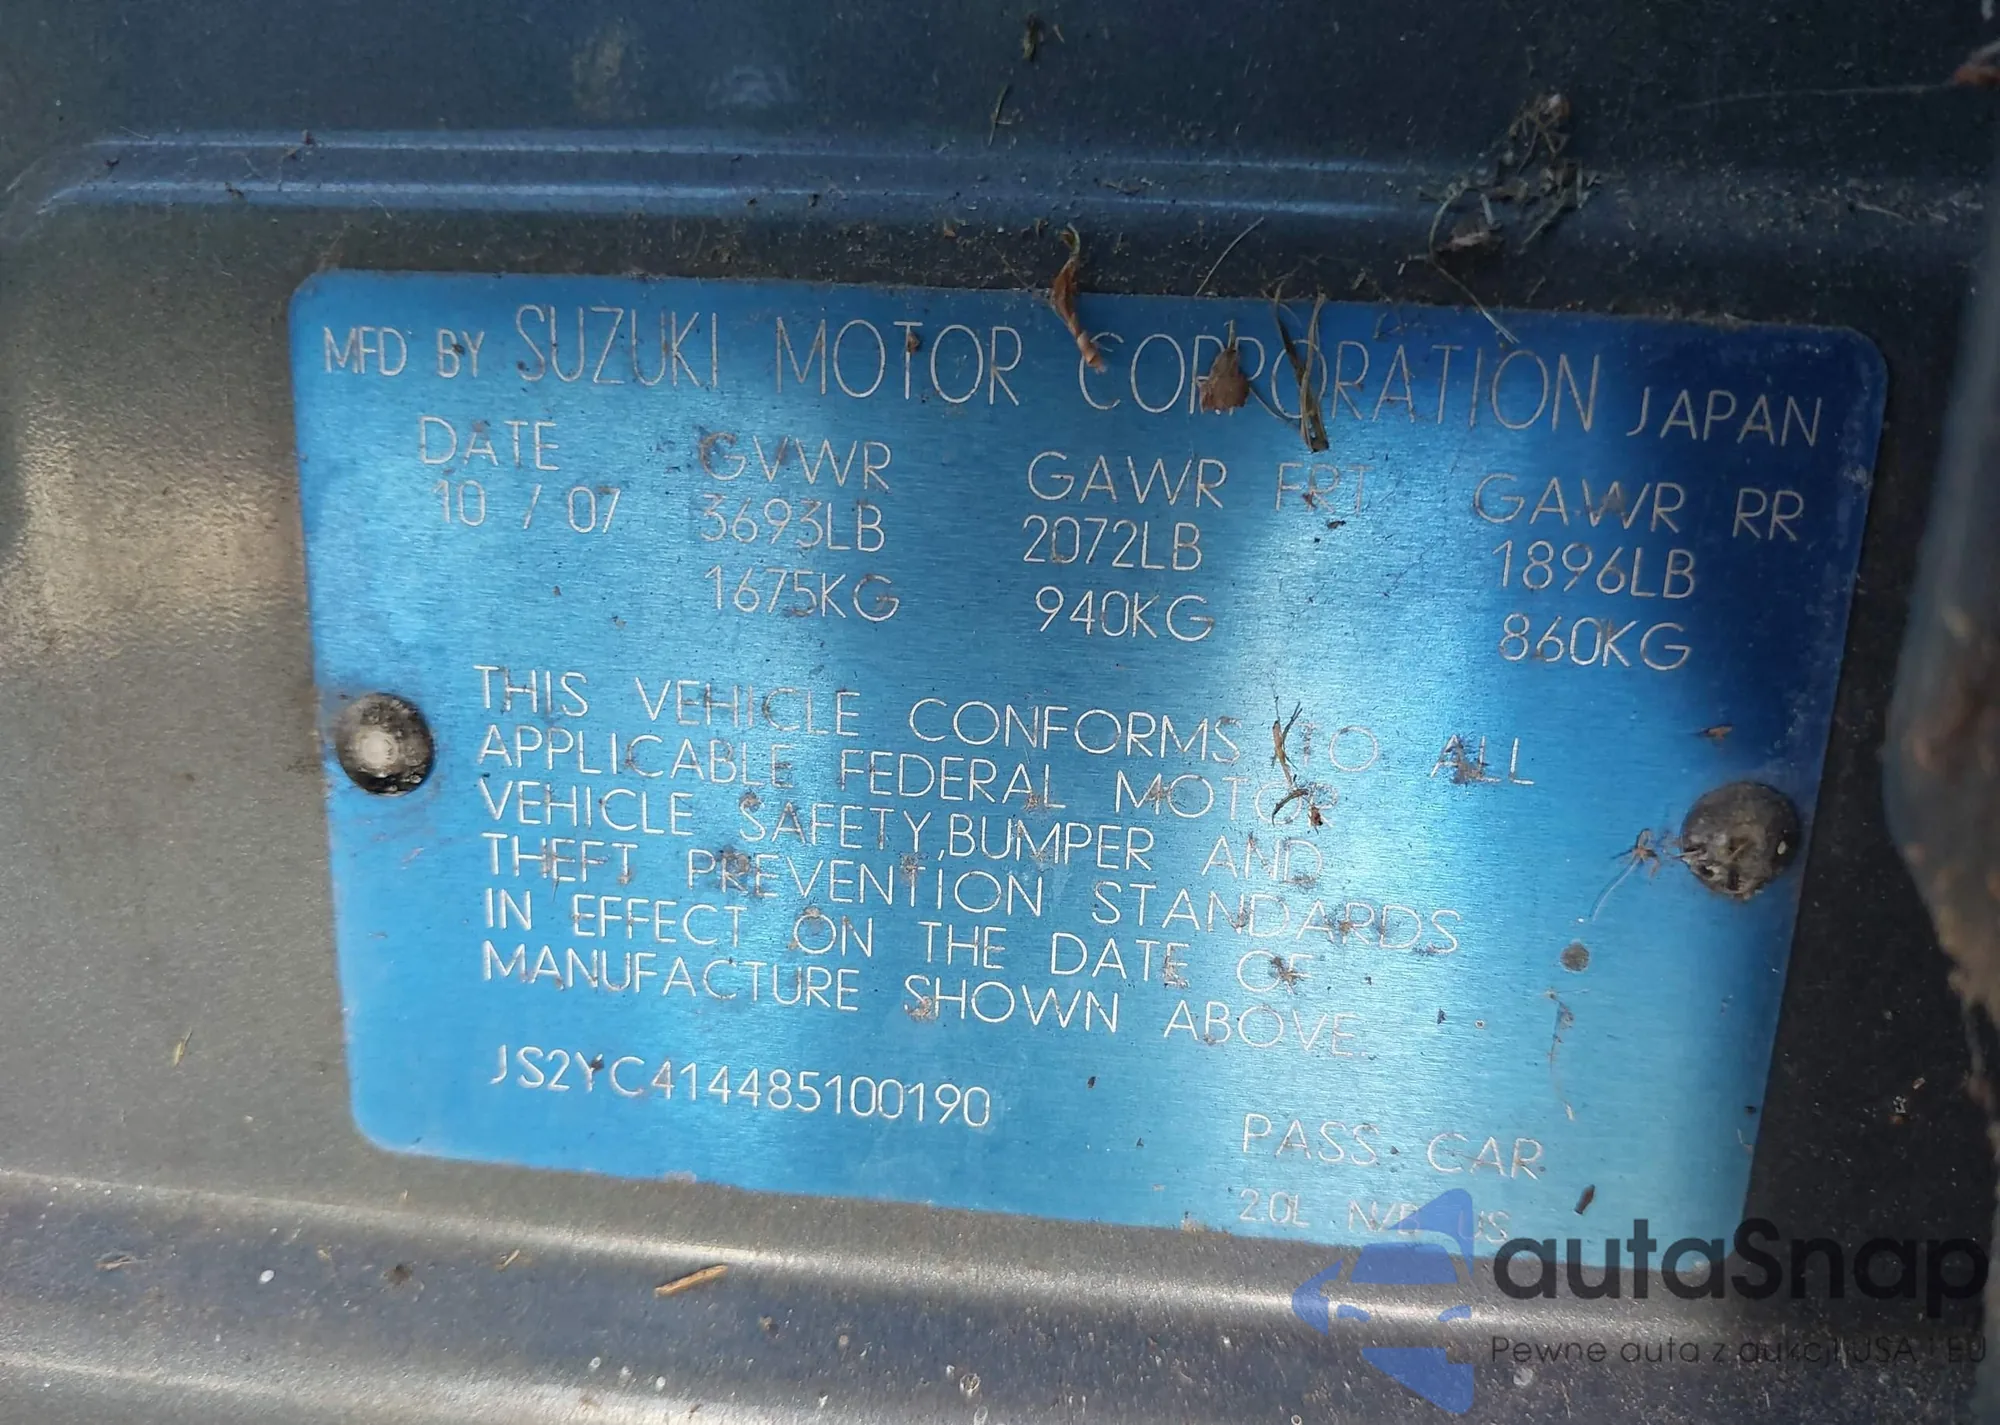 MFD BY SUZUKI MOTOR CORPORATION JAPAN
DATE GVWR GAWR FRT GAWR RR
10 / 07 3693LB 2072LB 1896LB
1675KG 940KG 860KG
THIS VEHICLE CONFORMS TO ALL
APPLICABLE FEDERAL MOTOR
VEHICLE SAFETY,BUMPER AND
THEFT PREVENTION STANDARDS
IN EFFECT ON THE DATE OF
MANUFACTURE SHOWN ABOVE.
JS2YC414485100190
PASS. CAR
2.0L N/B US
autaSnap
Pewne auta z aukcji USA i EU